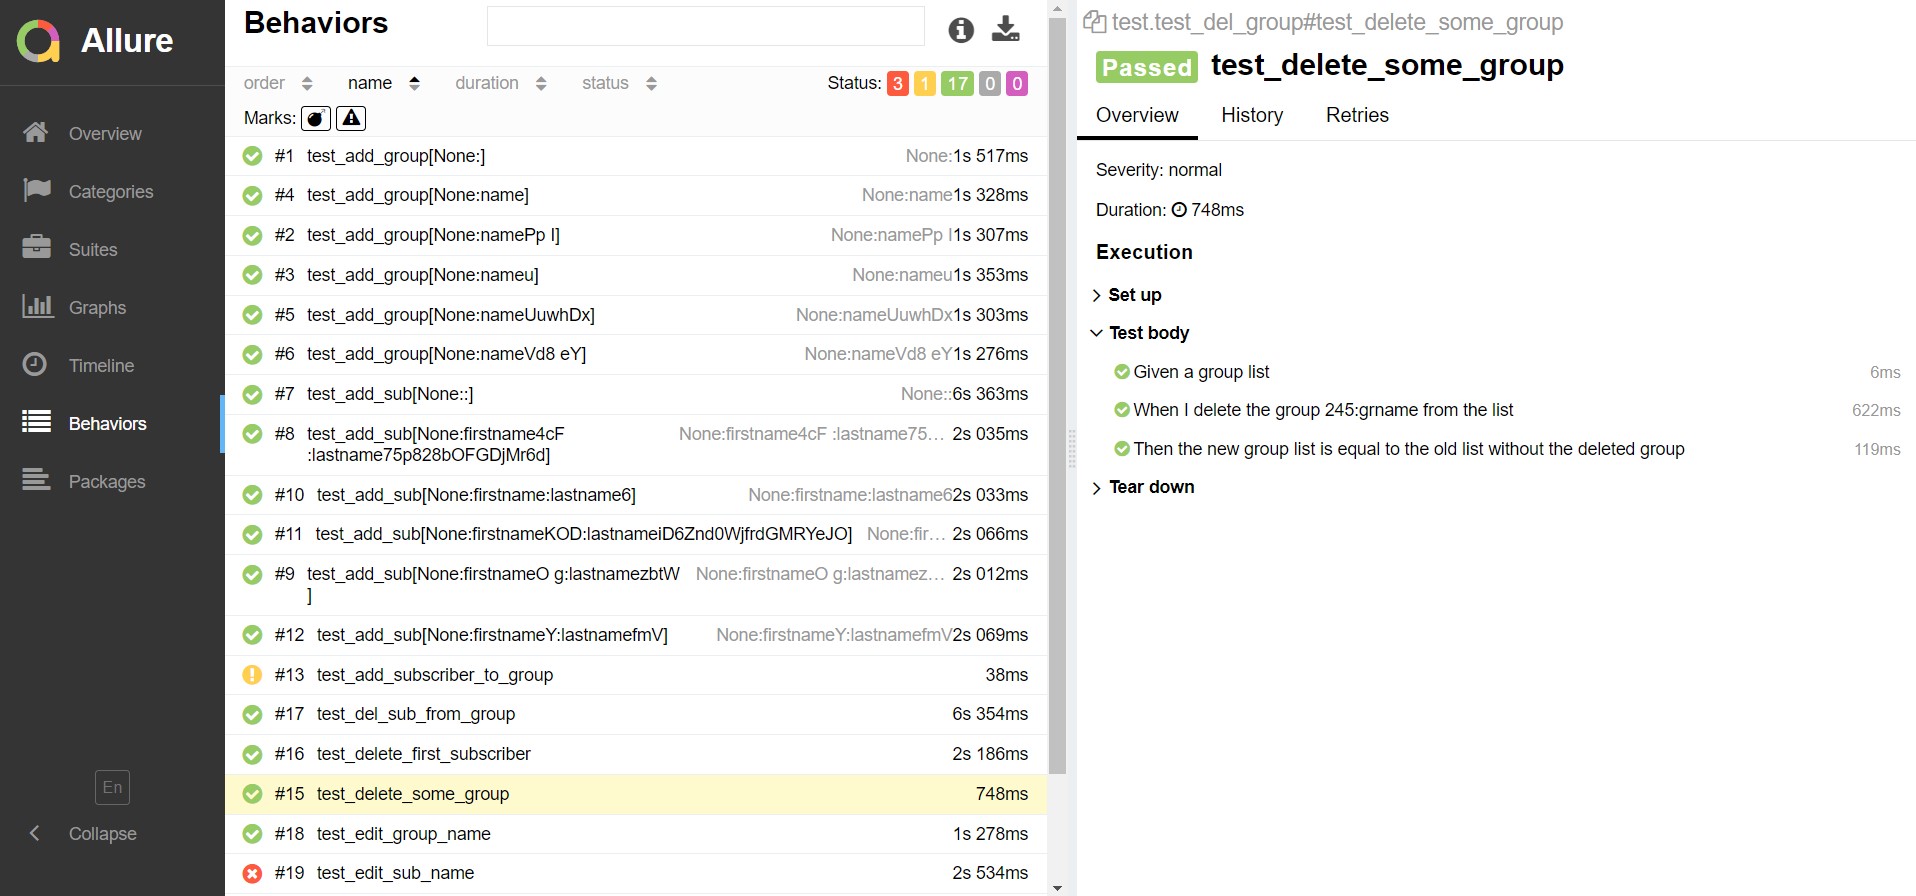 Allure
Overview
Categories
Suites
Graphs
Timeline
Behaviors
Packages
En
Collapse
Behaviors
order name duration status Status: 3 1 17 0 0
Marks:
#1 test_add_group[None:] None:1s 517ms
#4 test_add_group[None:name] None:name1s 328ms
#2 test_add_group[None:namePp I] None:namePp I1s 307ms
#3 test_add_group[None:nameu] None:nameu1s 353ms
#5 test_add_group[None:nameUuwhDx] None:nameUuwhDx1s 303ms
#6 test_add_group[None:nameVd8 eY] None:nameVd8 eY1s 276ms
#7 test_add_sub[None::] None::6s 363ms
#8 test_add_sub[None:firstname4cF None:firstname4cF :lastname75... 2s 035ms
:lastname75p828bOFGDjMr6d]
#10 test_add_sub[None:firstname:lastname6] None:firstname:lastname62s 033ms
#11 test_add_sub[None:firstnameKOD:lastnameiD6Znd0WjfrdGMRYeJO] None:fir... 2s 066ms
#9 test_add_sub[None:firstnameO g:lastnamezbtW None:firstnameO g:lastnamez... 2s 012ms
]
#12 test_add_sub[None:firstnameY:lastnamefmV] None:firstnameY:lastnamefmV2s 069ms
#13 test_add_subscriber_to_group 38ms
#17 test_del_sub_from_group 6s 354ms
#16 test_delete_first_subscriber 2s 186ms
#15 test_delete_some_group 748ms
#18 test_edit_group_name 1s 278ms
#19 test_edit_sub_name 2s 534ms
test.test_del_group#test_delete_some_group
Passed test_delete_some_group
Overview History Retries
Severity: normal
Duration: 748ms
Execution
Set up
Test body
Given a group list 6ms
When I delete the group 245:grname from the list 622ms
Then the new group list is equal to the old list without the deleted group 119ms
Tear down